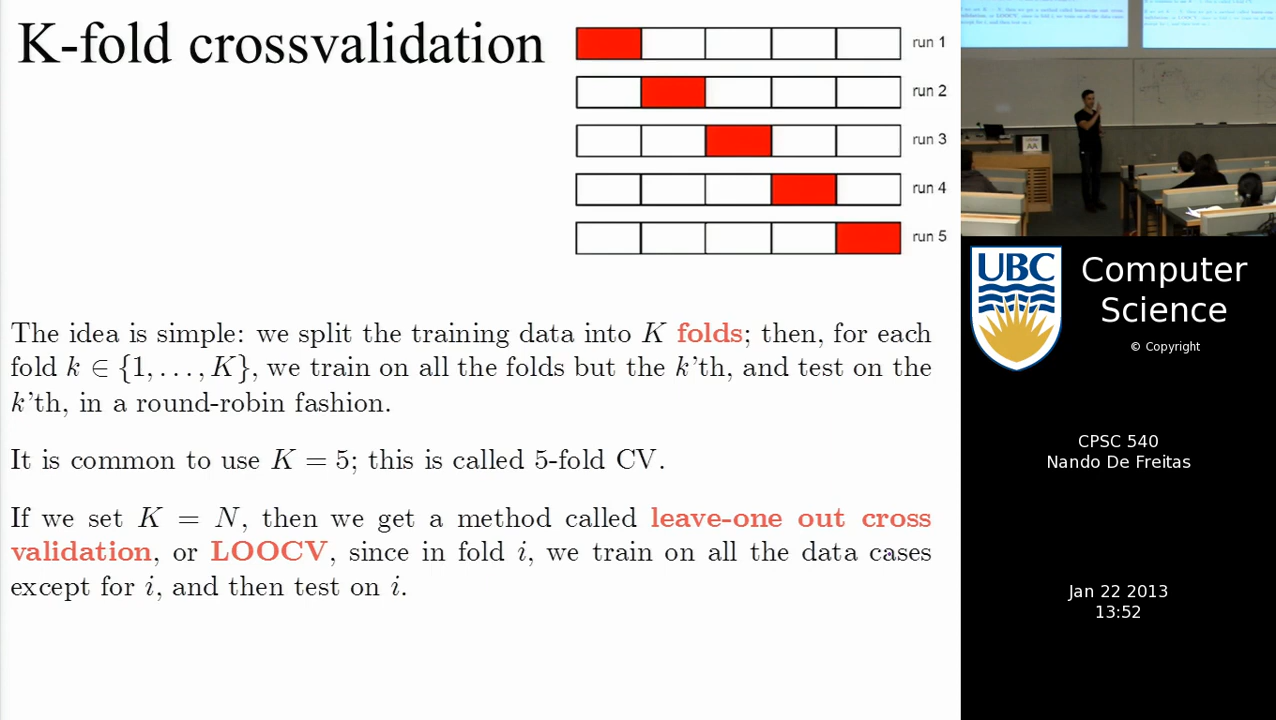 K-fold crossvalidation
run 1
run 2
run 3
run 4
run 5
The idea is simple: we split the training data into K folds; then, for each
fold k ∈ {1, . . . , K}, we train on all the folds but the k’th, and test on the
k’th, in a round-robin fashion.
It is common to use K = 5; this is called 5-fold CV.
If we set K = N, then we get a method called leave-one out cross
validation, or LOOCV, since in fold i, we train on all the data cases
except for i, and then test on i.
AA
UBC
Computer
Science
© Copyright
CPSC 540
Nando De Freitas
Jan 22 2013
13:52